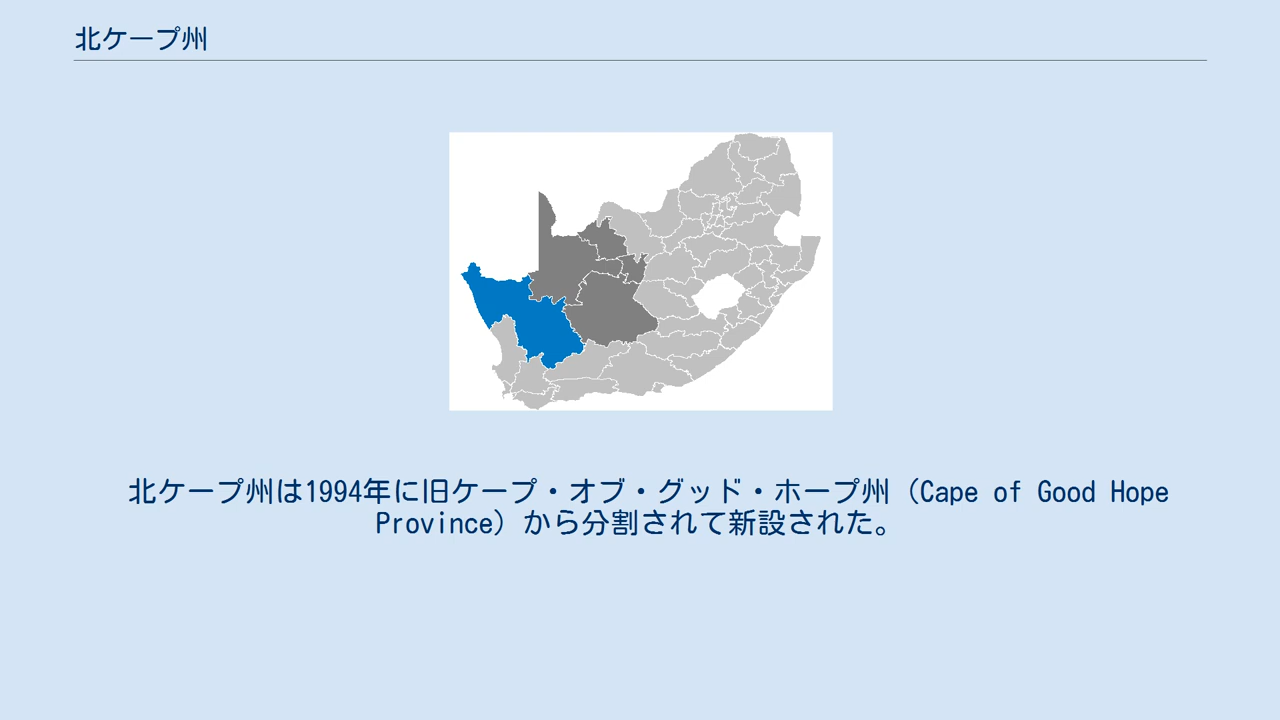 北ケープ州
北ケープ州は1994年に旧ケープ・オブ・グッド・ホープ州（Cape of Good Hope
Province）から分割されて新設された。